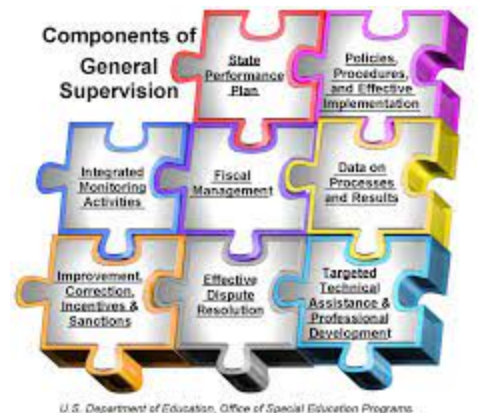 Components of
General
Supervision
State
Performance
Plan
Policies,
Procedures,
and Effective
Implementation
Integrated
Monitoring
Activities
Fiscal
Management
Data on
Processes
and Results
Improvement,
Correction,
Incentives &
Sanctions
Effective
Dispute
Resolution
Targeted
Technical
Assistance &
Professional
Development
U.S. Department of Education, Office of Special Education Programs